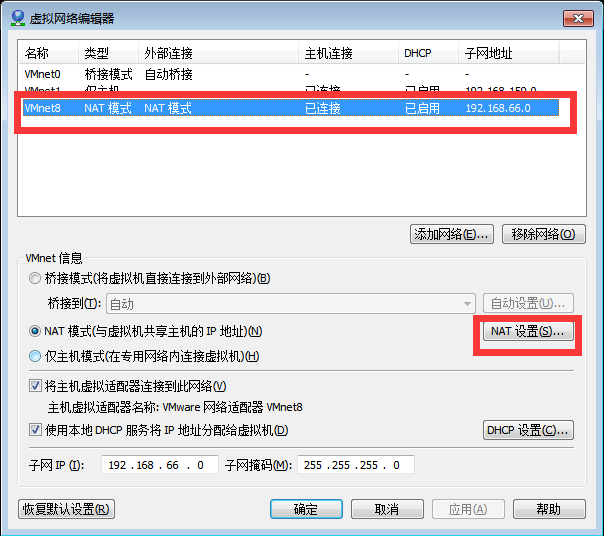 虚拟网络编辑器
名称 类型 外部连接 主机连接 DHCP 子网地址
VMnet0 桥接模式 自动桥接 - - -
VMnet1 仅主机... 已连接 已启用 192.168.159.0
VMnet8 NAT 模式 NAT 模式 已连接 已启用 192.168.66.0
添加网络(E)... 移除网络(O)
VMnet 信息
桥接模式(将虚拟机直接连接到外部网络)(B)
桥接到(T): 自动 自动设置(U)...
NAT 模式(与虚拟机共享主机的 IP 地址)(N) NAT 设置(S)...
仅主机模式(在专用网络内连接虚拟机)(H)
将主机虚拟适配器连接到此网络(V)
主机虚拟适配器名称: VMware 网络适配器 VMnet8
使用本地 DHCP 服务将 IP 地址分配给虚拟机(D) DHCP 设置(C)...
子网 IP (I): 192 . 168 . 66 . 0 子网掩码(M): 255 . 255 . 255 . 0
恢复默认设置(R) 确定 取消 应用(A) 帮助